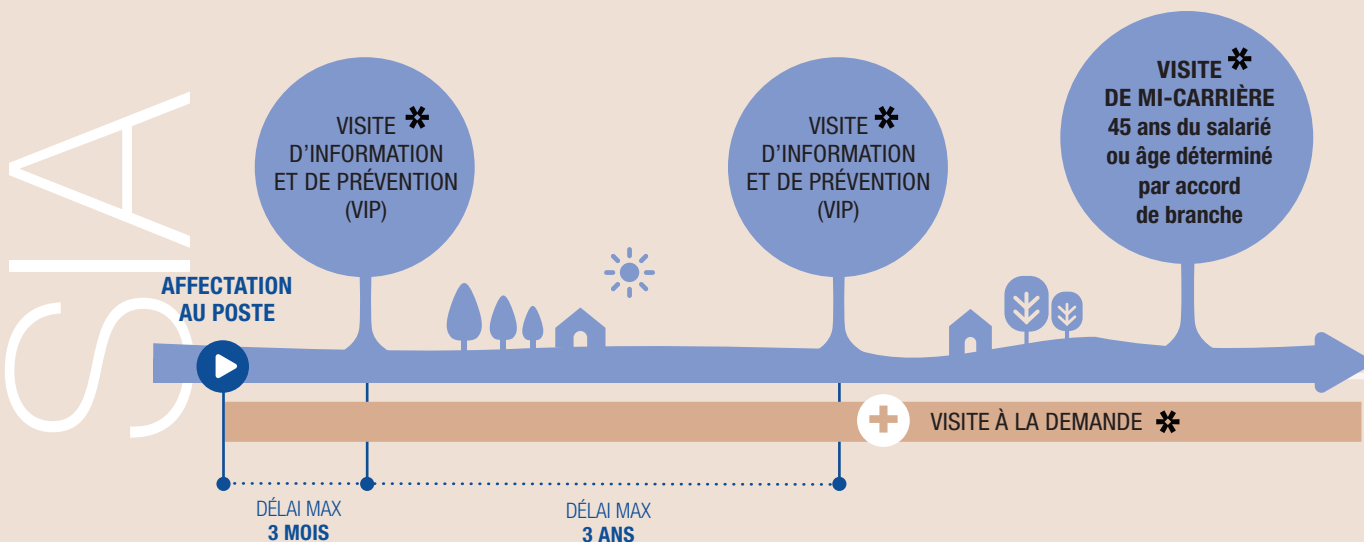 SIA
AFFECTATION
AU POSTE
VISITE *
D'INFORMATION
ET DE PRÉVENTION
(VIP)
VISITE *
D'INFORMATION
ET DE PRÉVENTION
(VIP)
VISITE *
DE MI-CARRIÈRE
45 ans du salarié
ou âge déterminé
par accord
de branche
VISITE À LA DEMANDE *
DÉLAI MAX
3 MOIS
DÉLAI MAX
3 ANS